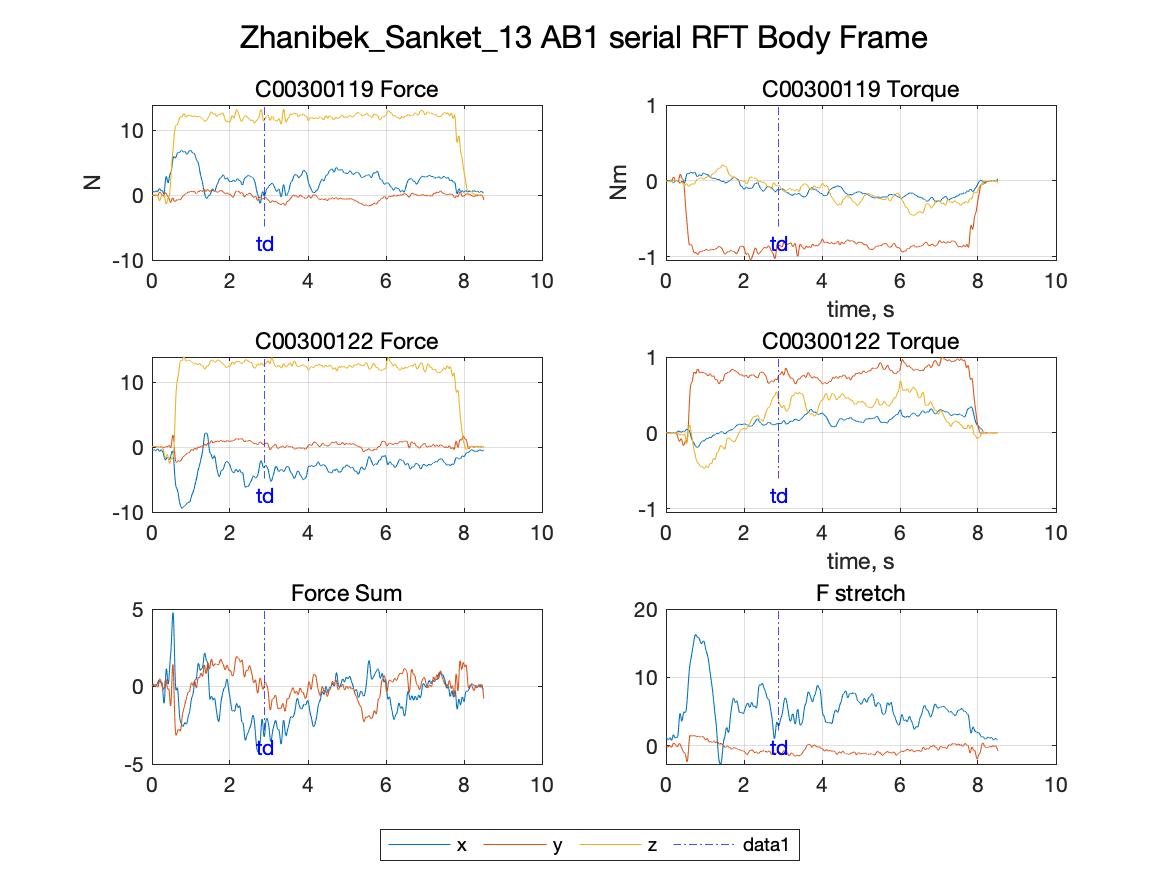 Zhanibek_Sanket_13 AB1 serial RFT Body Frame
C00300119 Force
N
10
0
-10
td
0 2 4 6 8 10
C00300119 Torque
Nm
1
0
-1
td
0 2 4 6 8 10
time, s
C00300122 Force
10
0
-10
td
0 2 4 6 8 10
C00300122 Torque
1
0
-1
td
0 2 4 6 8 10
time, s
Force Sum
5
0
-5
td
0 2 4 6 8 10
F stretch
20
10
0
td
0 2 4 6 8 10
x y z data1